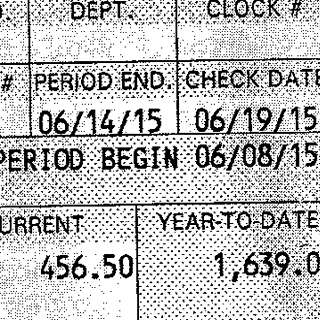 DEPT. CLOCK #
# PERIOD END. CHECK DATE
06/14/15 06/19/15
PERIOD BEGIN 06/08/15
URRENT YEAR-TO-DATE
456.50 1,639.0